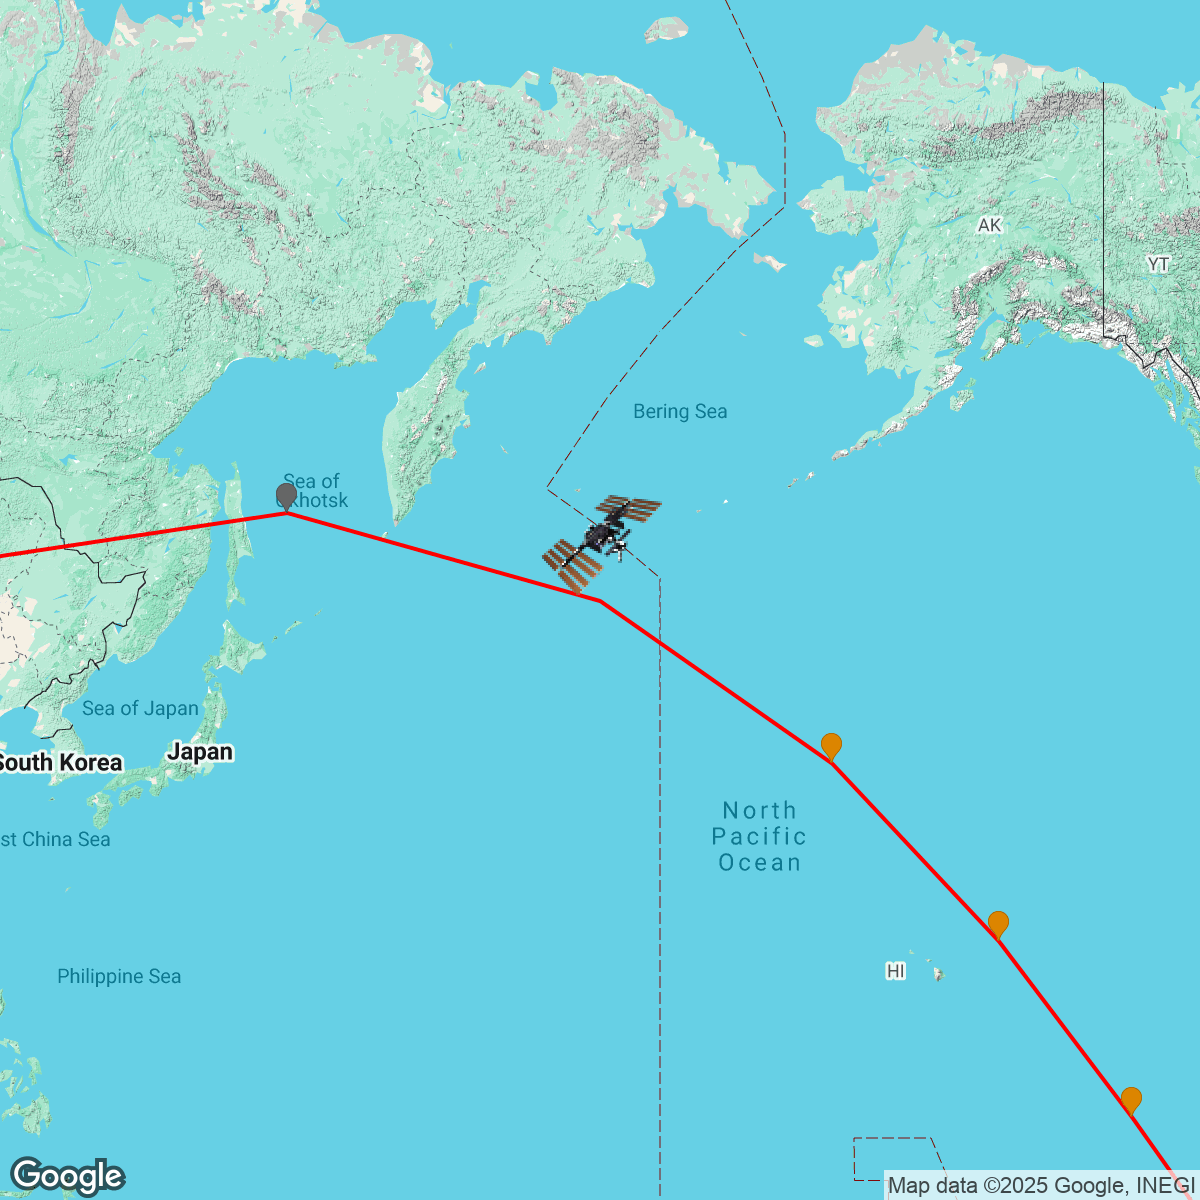 AK
YT
Bering Sea
Sea of
Okhotsk
Sea of Japan
Japan
South Korea
North
Pacific
Ocean
st China Sea
HI
Philippine Sea
Google
Map data ©2025 Google, INEGI